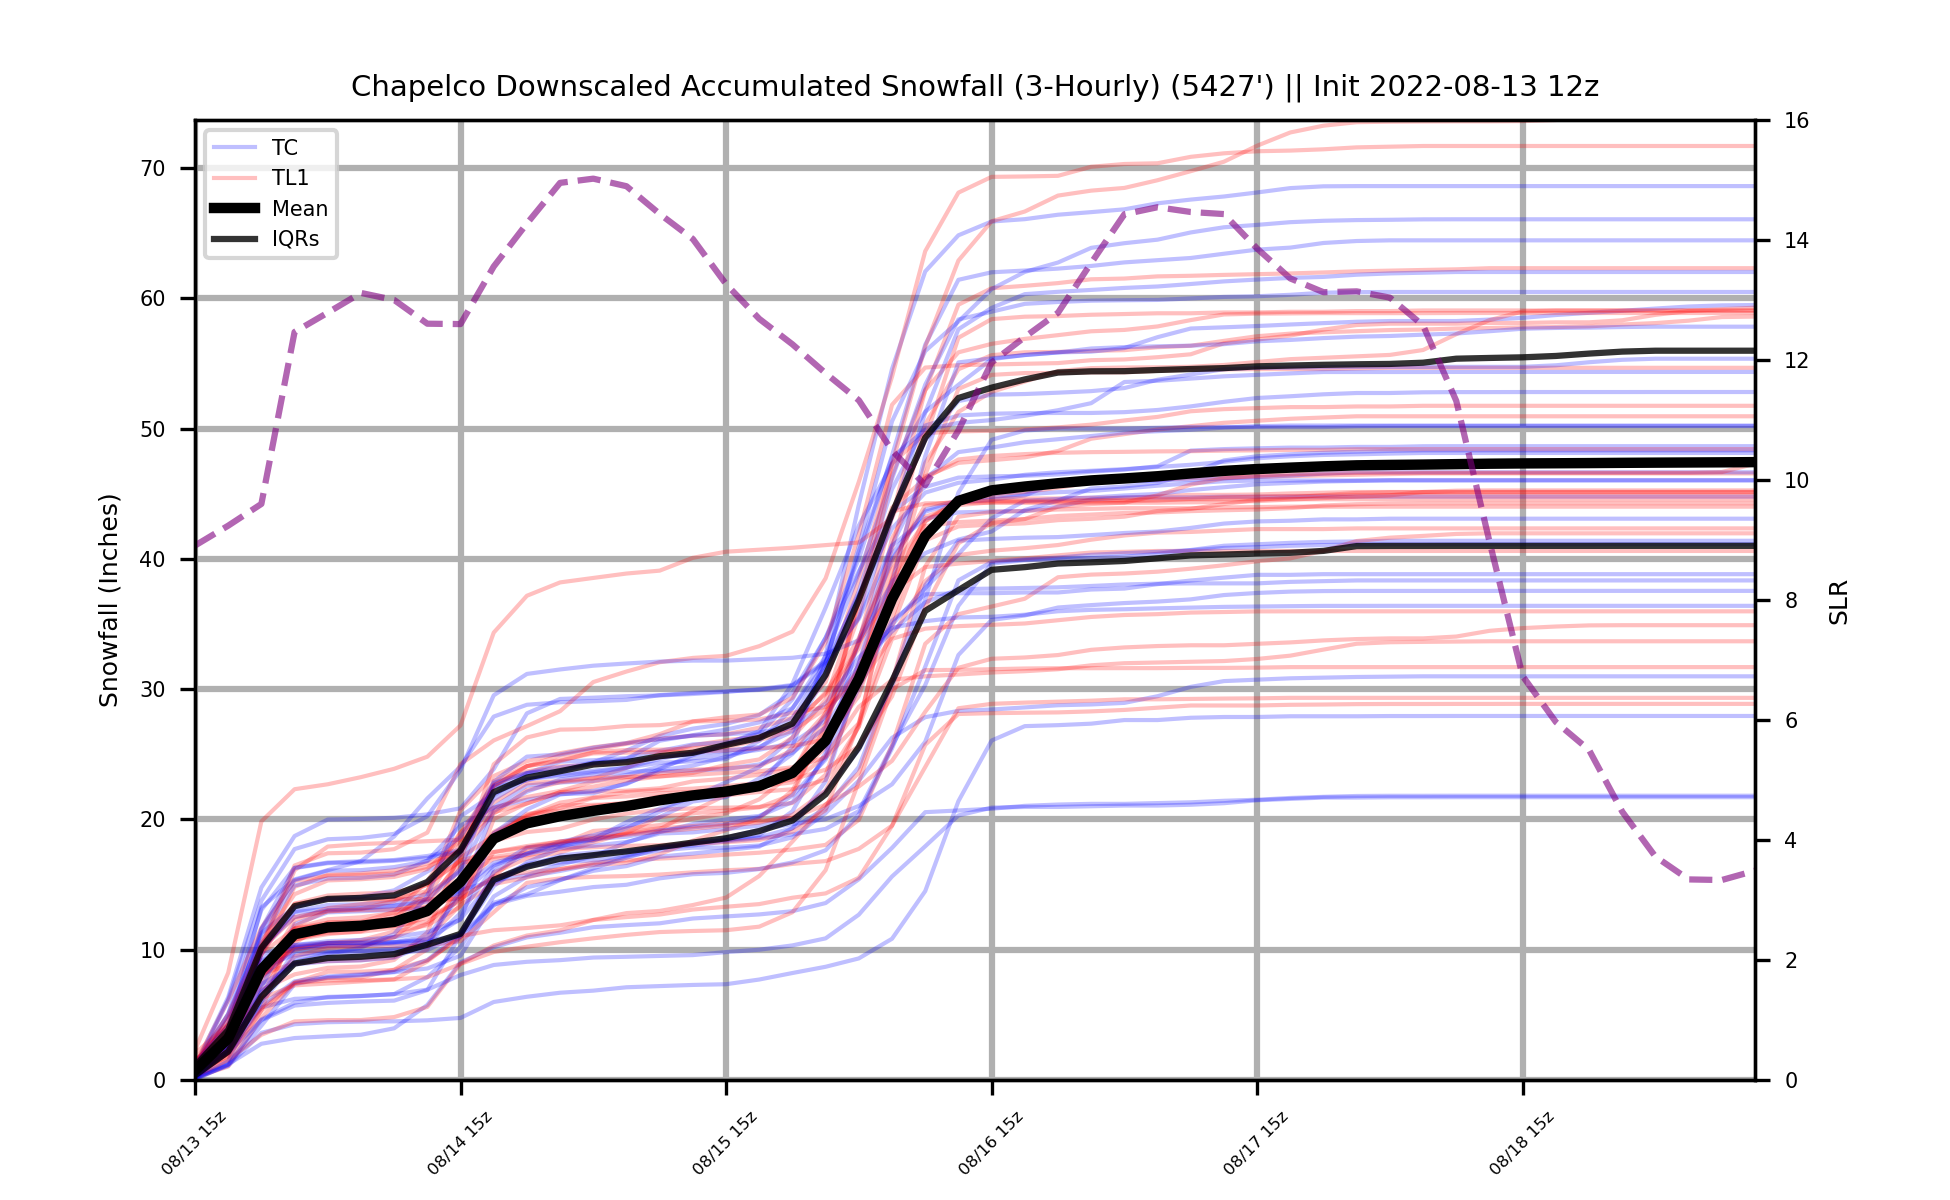 Chapelco Downscaled Accumulated Snowfall (3-Hourly) (5427') || Init 2022-08-13 12z
TC
TL1
Mean
IQRs
Snowfall (Inches)
70
60
50
40
30
20
10
0
16
14
12
10
8
6
4
2
0
SLR
08/13 15z
08/14 15z
08/15 15z
08/16 15z
08/17 15z
08/18 15z